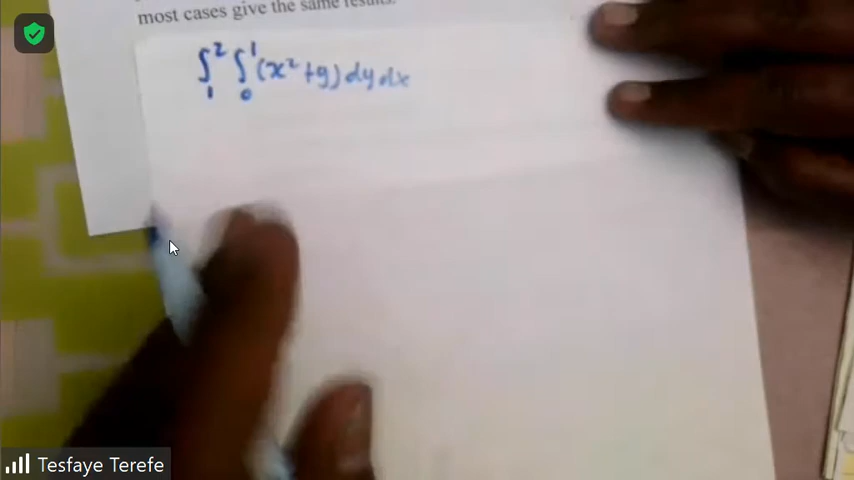 most cases give the same results.
∫₁² ∫₀¹ (x² + y) dy dx
Tesfaye Terefe